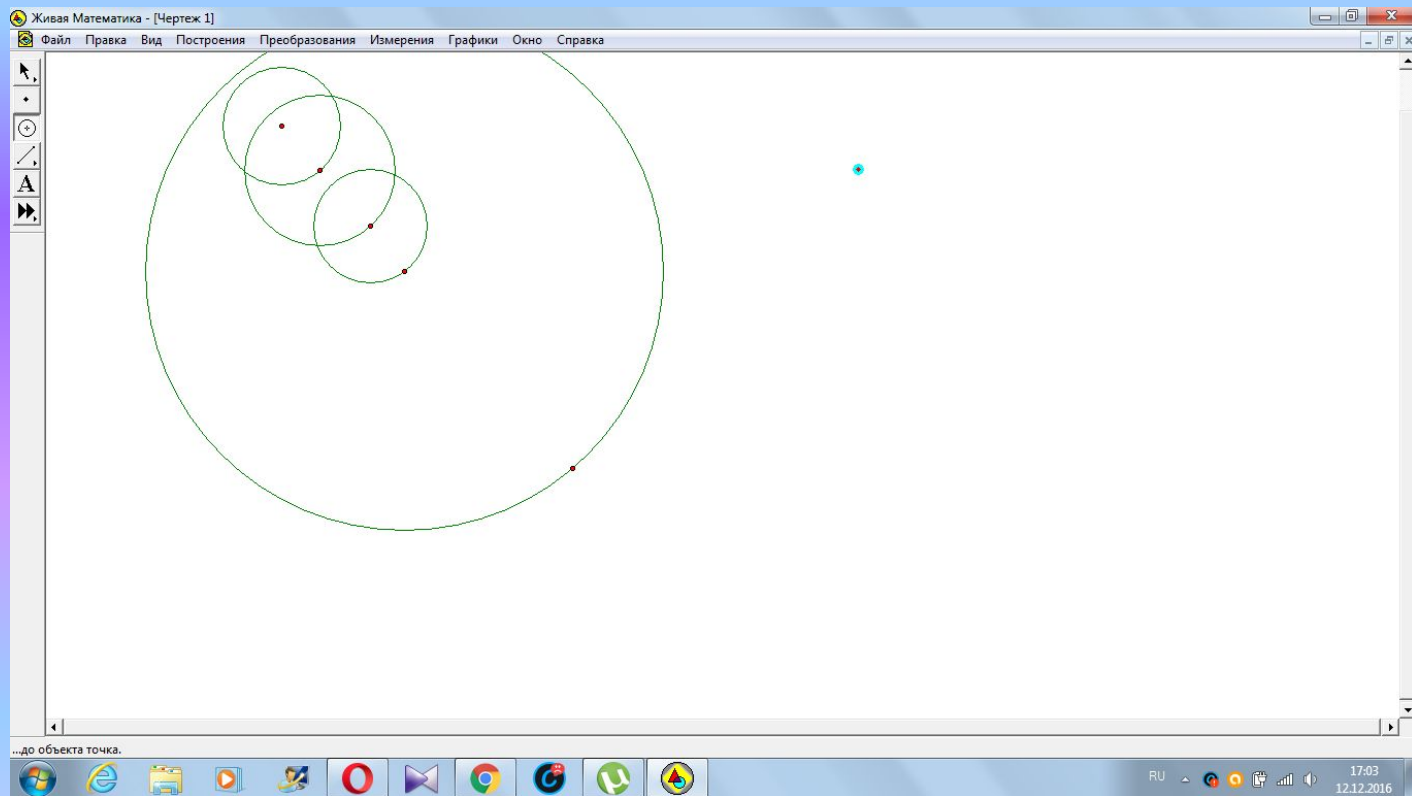 Живая Математика - [Чертеж 1]
Файл Правка Вид Построения Преобразования Измерения Графики Окно Справка
A
...до объекта точка.
RU
17:03
12.12.2016